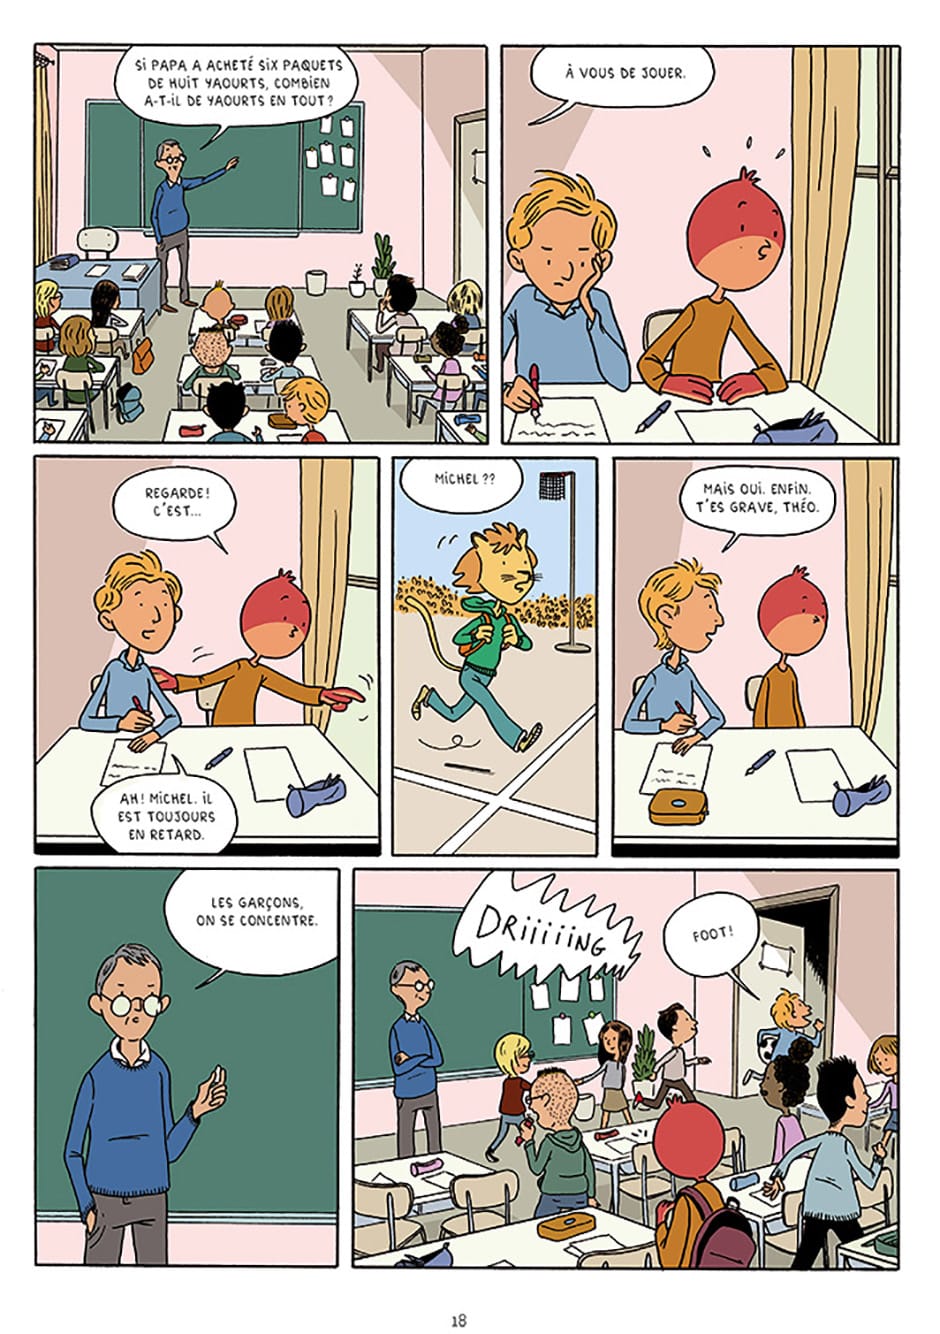 SI PAPA A ACHETÉ SIX PAQUETS
DE HUIT YAOURTS, COMBIEN
A-T-IL DE YAOURTS EN TOUT ?
À VOUS DE JOUER.
REGARDE !
C'EST...
AH ! MICHEL. IL
EST TOUJOURS
EN RETARD.
MICHEL ??
MAIS OUI. ENFIN.
T'ES GRAVE, THÉO.
LES GARÇONS,
ON SE CONCENTRE.
DRIIIIIING
FOOT !
18